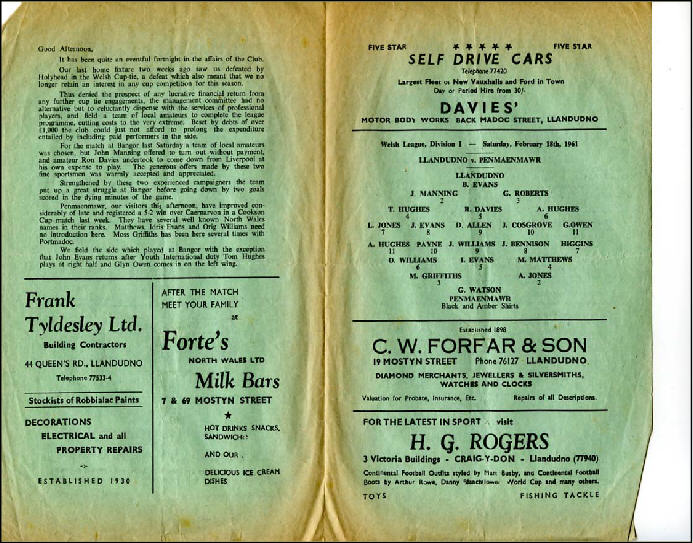 Good Afternoon,
It has been quite an eventful fortnight in the affairs of the Club.
Our last home fixture two weeks ago saw us defeated by
Holyhead in the Welsh Cup-tie, a defeat which also meant that we no
longer retain an interest in any cup competition for this season.
Thus denied the prospect of any lucrative financial return from
any further cup tie engagements, the management committee had no
alternative but to reluctantly dispense with the services of professional
players, and field a team of local amateurs to complete the league
programme, cutting costs to the very extreme. Beset by debts of over
£1,000 the club could just not afford to prolong the expenditure
entailed by including paid performers in the side.
For the match at Bangor last Saturday a team of local amateurs
was chosen, but John Manning offered to turn out without payment,
and amateur Ron Davies undertook to come down from Liverpool at
his own expense to play. The generous offers made by these two
fine sportsmen was warmly accepted and appreciated.
Strengthened by these two experienced campaigners the team
put up a great struggle at Bangor before going down by two goals
scored in the dying minutes of the game.
Penmaenmawr, our visitors this afternoon, have improved con-
siderably of late and registered a 5-2 win over Caernarvon in a Cookson
Cup match last week. They have several well known North Wales
names in their ranks. Matthews, Idris Evans and Orig Williams need
no introduction here. Moss Griffiths has been here several times with
Portmadoc.
We field the side which played at Bangor with the exception
that John Evans returns after Youth International duty Tom Hughes
plays at right half and Glyn Owen comes in on the left wing.
Frank
Tyldesley Ltd.
Building Contractors
44 QUEEN'S RD., LLANDUDNO
Telephone 77533-4
Stockists of Robbialac Paints
DECORATIONS
ELECTRICAL and all
PROPERTY REPAIRS
ESTABLISHED 1930
AFTER THE MATCH
MEET YOUR FAMILY
at
Forte's
NORTH WALES LTD
Milk Bars
7 & 69 MOSTYN STREET
★
HOT DRINKS SNACKS,
SANDWICHES
AND OUR
DELICIOUS ICE CREAM
DISHES
FIVE STAR ★ ★ ★ ★ ★ FIVE STAR
SELF DRIVE CARS
Telephone 77420
Largest Fleet of New Vauxhalls and Ford in Town
Day or Period Hire from 30/-
DAVIES'
MOTOR BODY WORKS BACK MADOC STREET, LLANDUDNO
Welsh League, Division I — Saturday, February 18th, 1961
LLANDUDNO v. PENMAENMAWR
LLANDUDNO
B. EVANS
J. MANNING G. ROBERTS
2 3
T. HUGHES R. DAVIES A. HUGHES
4 5 6
L. JONES J. EVANS D. ALLEN J. COSGROVE G. OWEN
7 8 9 10 11
A. HUGHES PAYNE J. WILLIAMS J. BENNISON HIGGINS
11 10 9 8 7
O. WILLIAMS I. EVANS M. MATTHEWS
6 5 4
M. GRIFFITHS A. JONES
3 2
G. WATSON
PENMAENMAWR
Black and Amber Shirts
Established 1898
C. W. FORFAR & SON
19 MOSTYN STREET Phone 76127 LLANDUDNO
DIAMOND MERCHANTS, JEWELLERS & SILVERSMITHS,
WATCHES AND CLOCKS
Valuation for Probate, Insurance, Etc. Repairs of all Descriptions.
FOR THE LATEST IN SPORT visit
H. G. ROGERS
3 Victoria Buildings - CRAIG-Y-DON - Llandudno (77940)
Continental Football Outfits styled by Matt Busby, and Continental Football
Boots by Arthur Rowe, Danny Blanchflower World Cup and many others.
TOYS FISHING TACKLE